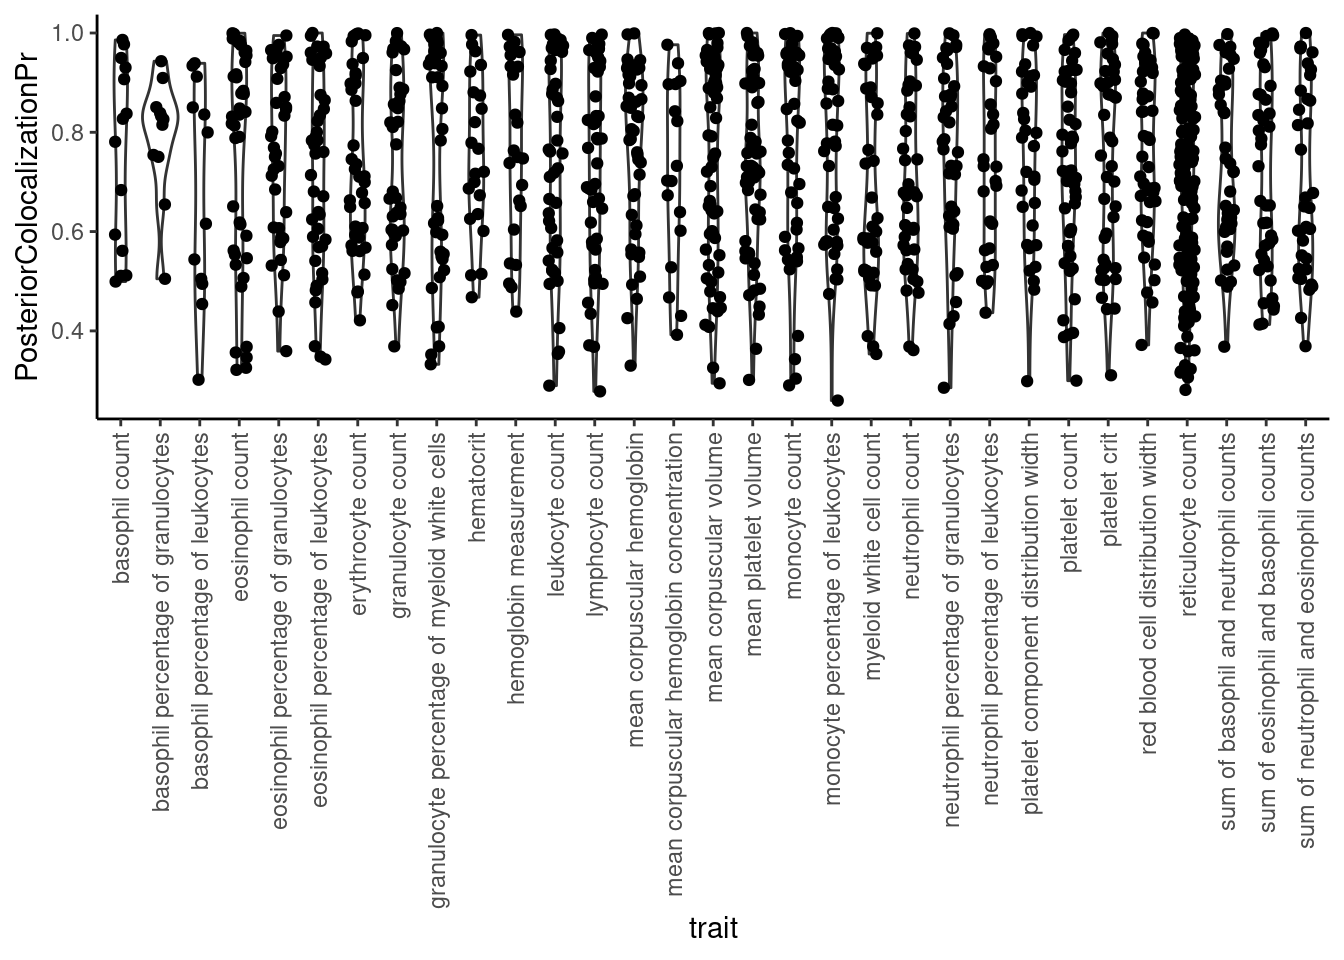 PosteriorColocalizationPr
1.0
0.8
0.6
0.4
basophil count
basophil percentage of granulocytes
basophil percentage of leukocytes
eosinophil count
eosinophil percentage of granulocytes
eosinophil percentage of leukocytes
erythrocyte count
granulocyte count
granulocyte percentage of myeloid white cells
hematocrit
hemoglobin measurement
leukocyte count
lymphocyte count
mean corpuscular hemoglobin
mean corpuscular hemoglobin concentration
mean corpuscular volume
mean platelet volume
monocyte count
monocyte percentage of leukocytes
myeloid white cell count
neutrophil count
neutrophil percentage of granulocytes
neutrophil percentage of leukocytes
platelet component distribution width
platelet count
platelet crit
red blood cell distribution width
reticulocyte count
sum of basophil and neutrophil counts
sum of eosinophil and basophil counts
sum of neutrophil and eosinophil counts
trait